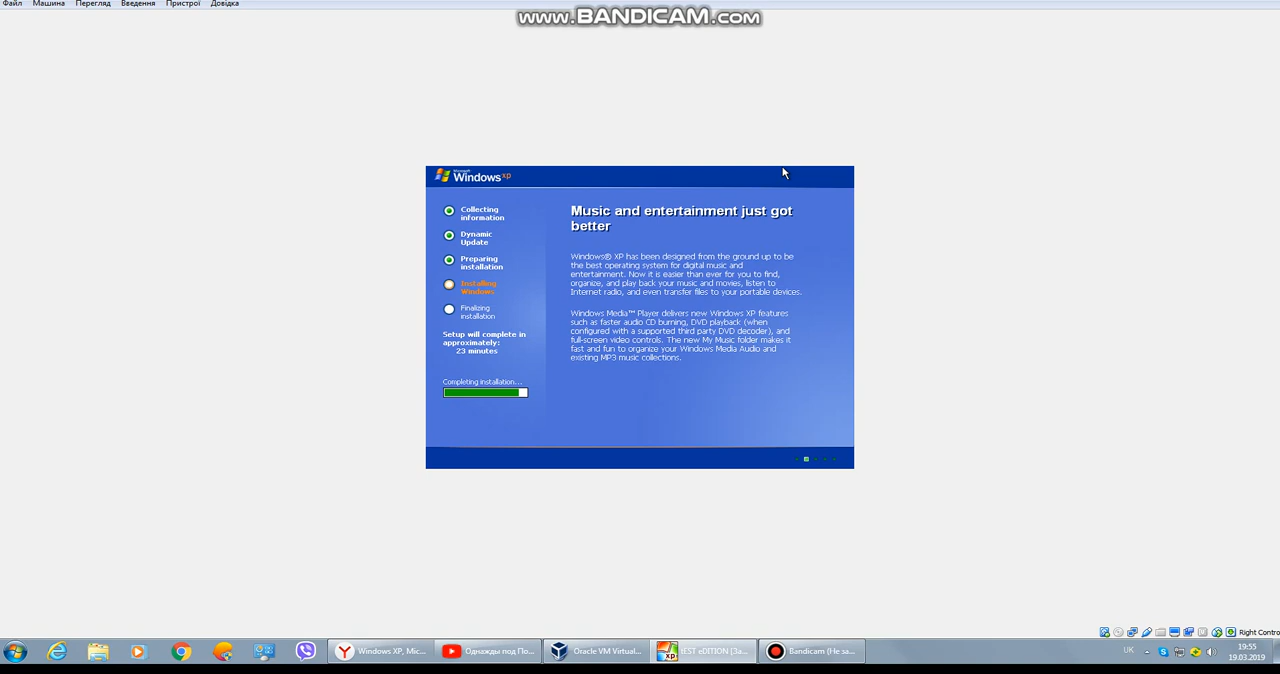 Файл Машина Перегляд Введення Пристрої Довідка
www.BANDICAM.com
Microsoft
Windows xp
Collecting
information
Dynamic
Update
Preparing
installation
Installing
Windows
Finalizing
installation
Setup will complete in
approximately:
23 minutes
Completing installation...
Music and entertainment just got
better
Windows® XP has been designed from the ground up to be
the best operating system for digital music and
entertainment. Now it is easier than ever for you to find,
organize, and play back your music and movies, listen to
Internet radio, and even transfer files to your portable devices.
Windows Media™ Player delivers new Windows XP features
such as faster audio CD burning, DVD playback (when
configured with a supported third party DVD decoder), and
full-screen video controls. The new My Music folder makes it
fast and fun to organize your Windows Media Audio and
existing MP3 music collections.
Right Contro
Windows XP, Mic...
Однажды под По...
Oracle VM Virtual...
tEST eDITION [За...
Bandicam (Не за...
UK
19:55
19.03.2019